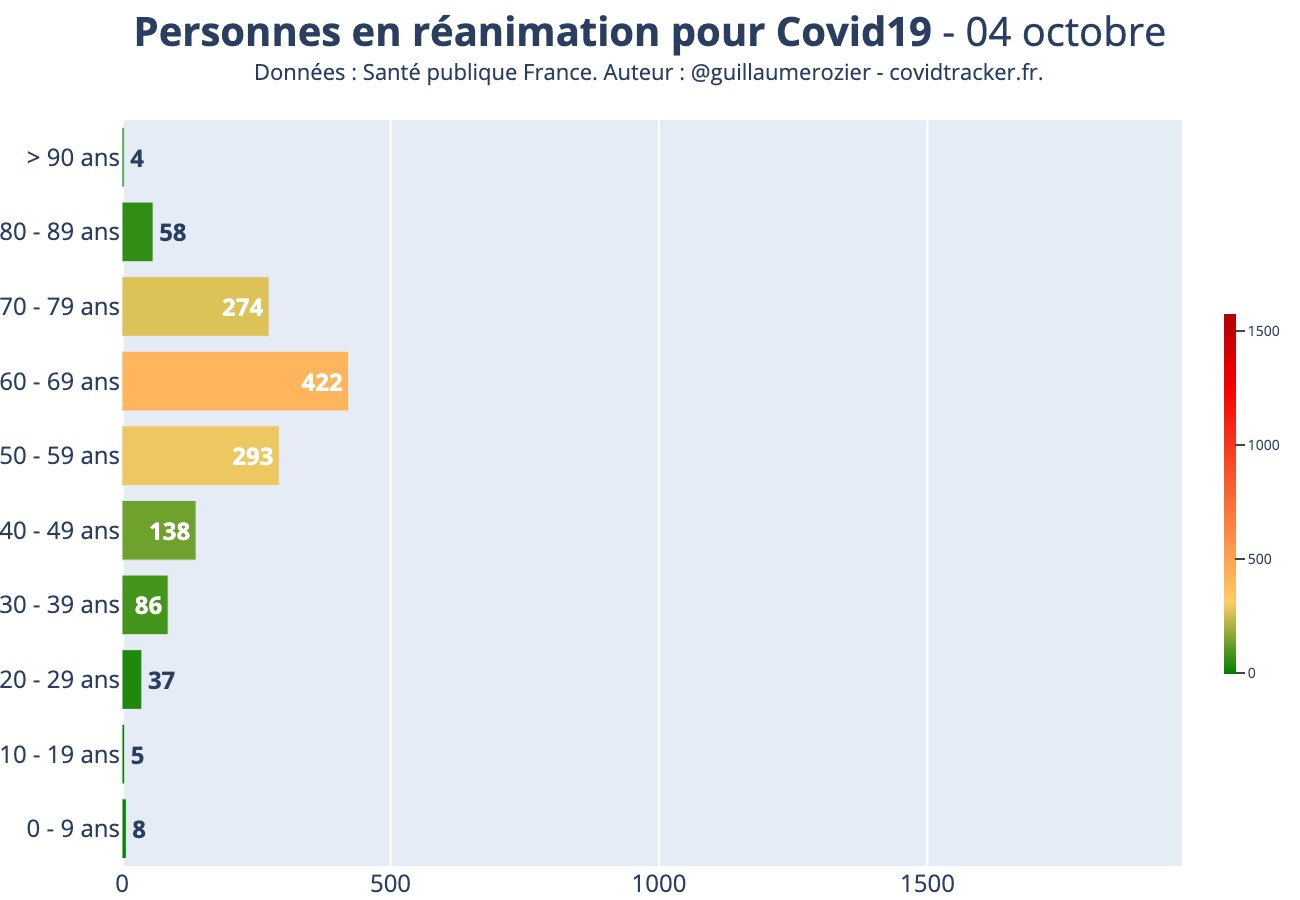 Personnes en réanimation pour Covid19 - 04 octobre
Données : Santé publique France. Auteur : @guillaumerozier - covidtracker.fr.
> 90 ans 4
80 - 89 ans 58
70 - 79 ans 274
60 - 69 ans 422
50 - 59 ans 293
40 - 49 ans 138
30 - 39 ans 86
20 - 29 ans 37
10 - 19 ans 5
0 - 9 ans 8
0 500 1000 1500
1500
1000
500
0